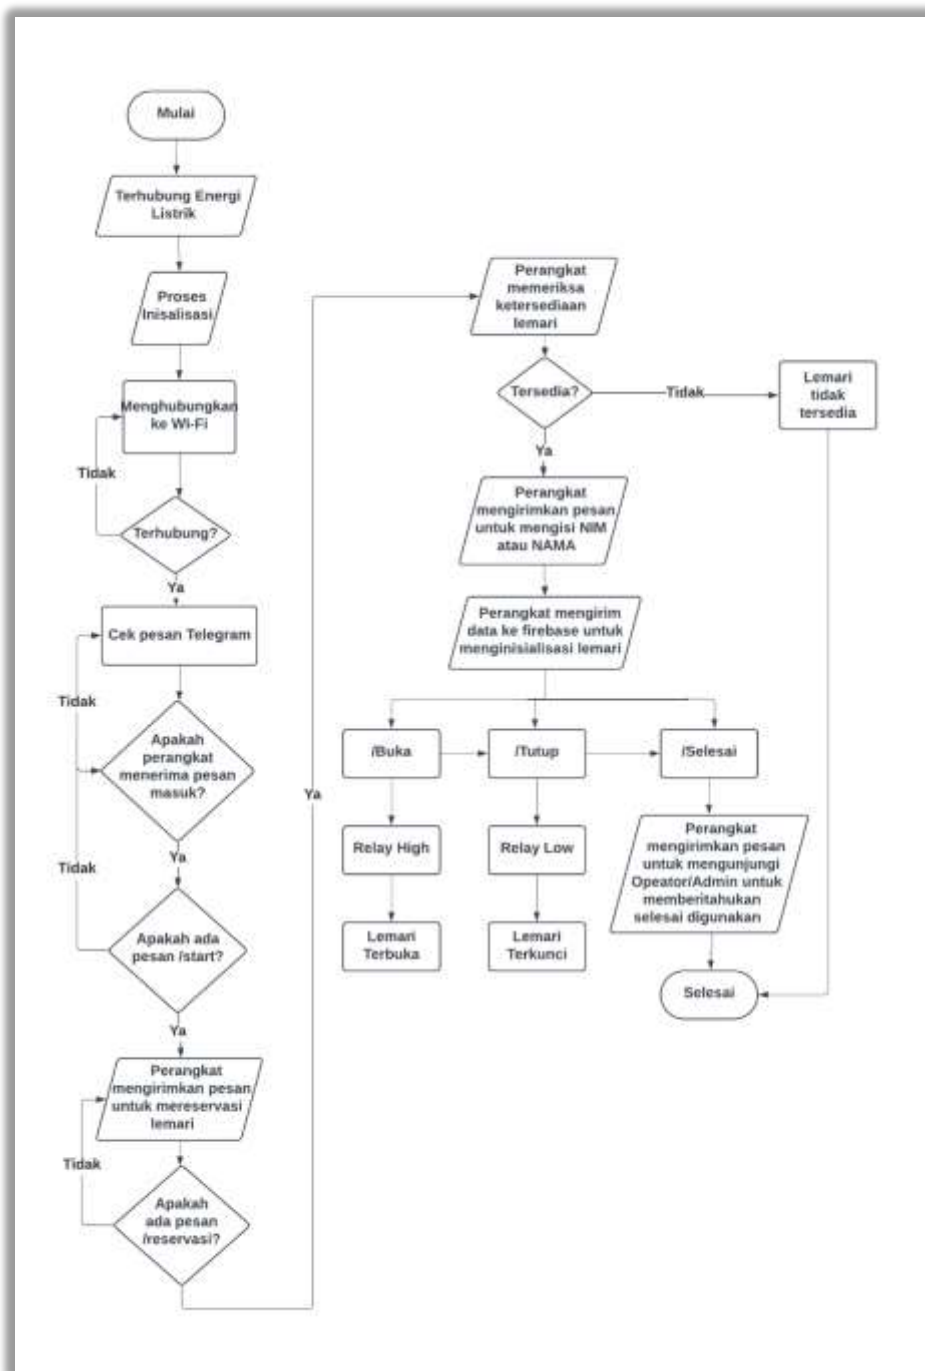 Mulai
Terhubung Energi
Listrik
Proses
Inisalisasi
Menghubungkan
ke Wi-Fi
Tidak
Terhubung?
Ya
Cek pesan Telegram
Tidak
Apakah
perangkat
menerima pesan
masuk?
Ya
Tidak
Apakah ada
pesan /start?
Ya
Perangkat
mengirimkan pesan
untuk mereservasi
lemari
Tidak
Apakah
ada pesan
/reservasi?
Ya
Perangkat
memeriksa
ketersediaan
lemari
Tersedia?
Tidak
Lemari
tidak
tersedia
Ya
Perangkat
mengirimkan pesan
untuk mengisi NIM
atau NAMA
Perangkat mengirim
data ke firebase untuk
menginisialisasi lemari
/Buka
/Tutup
/Selesai
Relay High
Relay Low
Perangkat
mengirimkan pesan
untuk mengunjungi
Opeator/Admin untuk
memberitahukan
selesai digunakan
Lemari
Terbuka
Lemari
Terkunci
Selesai